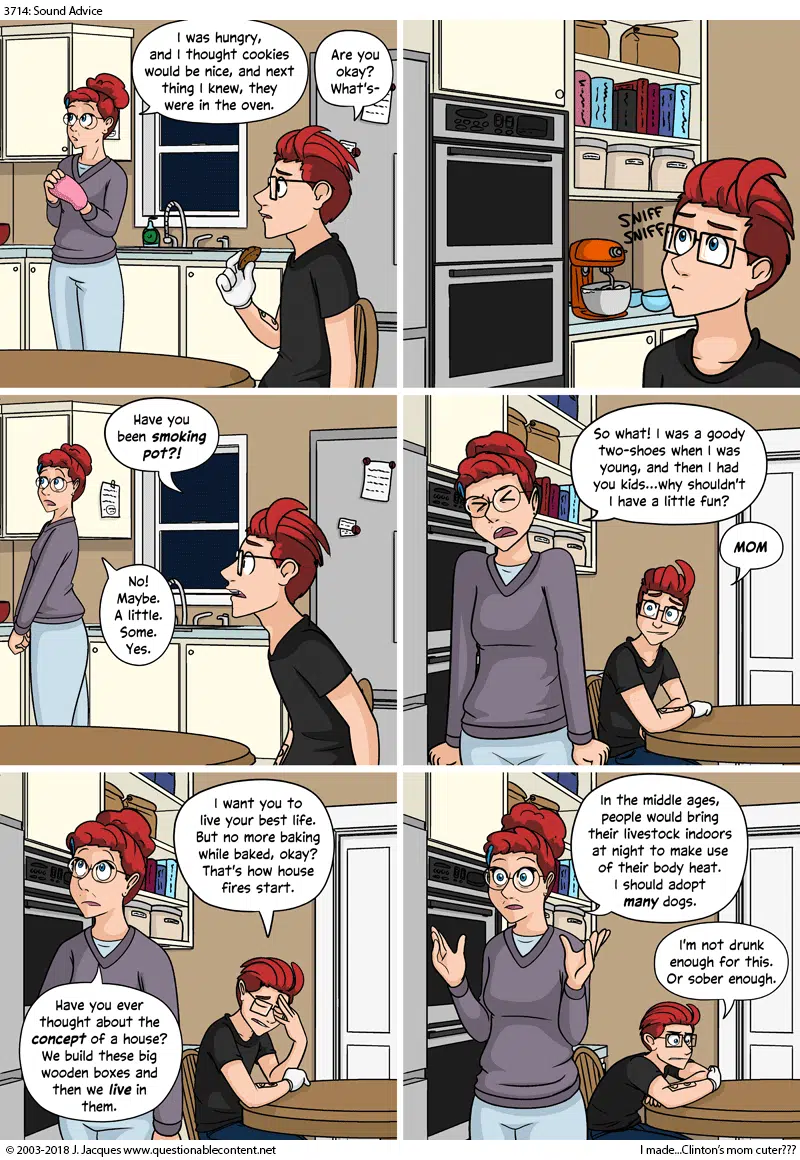 3714: Sound Advice
I was hungry,
and I thought cookies
would be nice, and next
thing I knew, they
were in the oven.
Are you
okay?
What's-
SNIFF
SNIFF
Have you
been smoking
pot?!
No!
Maybe.
A little.
Some.
Yes.
So what! I was a goody
two-shoes when I was
young, and then I had
you kids...why shouldn't
I have a little fun?
MOM
I want you to
live your best life.
But no more baking
while baked, okay?
That's how house
fires start.
Have you ever
thought about the
concept of a house?
We build these big
wooden boxes and
then we live in
them.
In the middle ages,
people would bring
their livestock indoors
at night to make use
of their body heat.
I should adopt
many dogs.
I'm not drunk
enough for this.
Or sober enough.
© 2003-2018 J. Jacques www.questionablecontent.net
I made...Clinton's mom cuter???